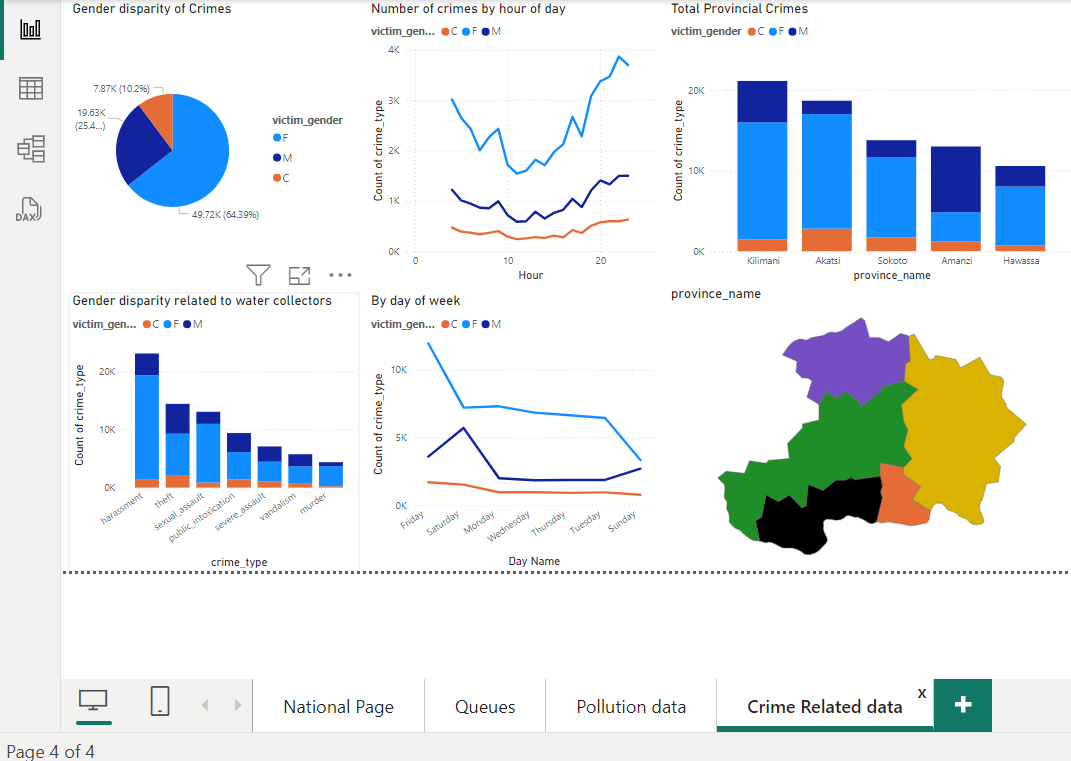 Gender disparity of Crimes
7.87K (10.2%)
19.63K
(25.4...)
49.72K (64.39%)
victim_gender
F
M
C
Number of crimes by hour of day
victim_gen... C F M
Count of crime_type
4K
3K
2K
1K
0K
0 10 20
Hour
Total Provincial Crimes
victim_gender C F M
Count of crime_type
20K
10K
0K
Kilimani Akatsi Sokoto Amanzi Hawassa
province_name
Gender disparity related to water collectors
victim_gen... C F M
Count of crime_type
20K
10K
0K
harassment theft sexual_assault public_intoxication severe_assault vandalism murder
crime_type
By day of week
victim_gen... C F M
Count of crime_type
10K
5K
0K
Friday Saturday Monday Wednesday Thursday Tuesday Sunday
Day Name
province_name
DAX
National Page Queues Pollution data Crime Related data x +
Page 4 of 4